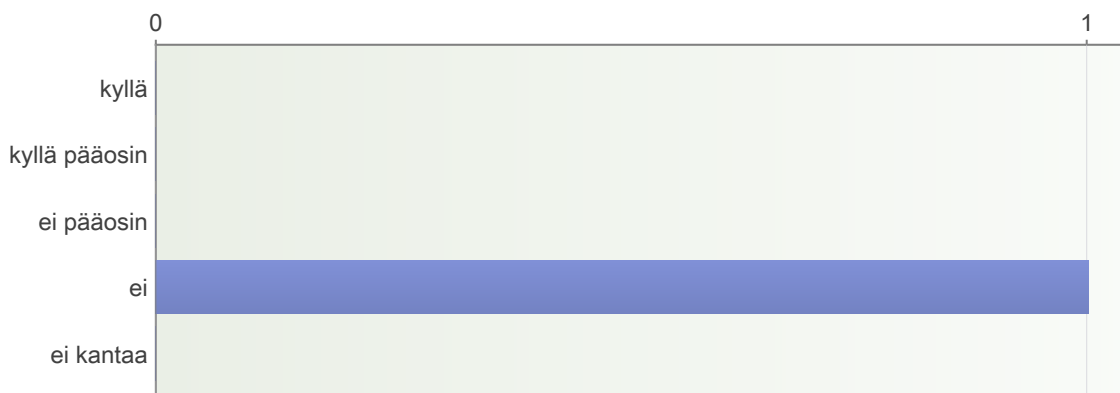 0 1
kyllä
kyllä pääosin
ei pääosin
ei
ei kantaa